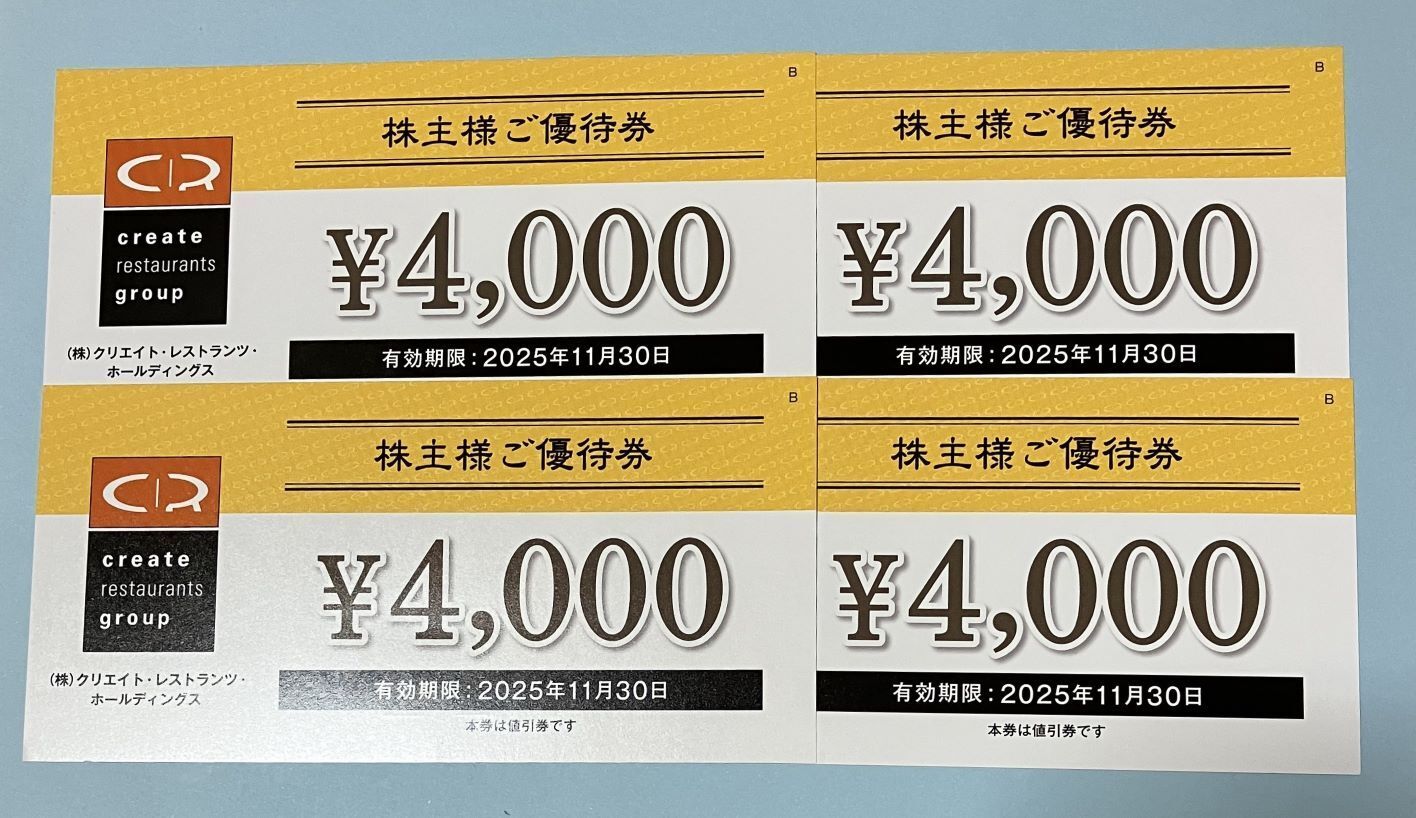 B
株主様ご優待券
CR
create
restaurants
group
¥4,000
(株)クリエイト・レストランツ・
ホールディングス
有効期限:2025年11月30日
B
株主様ご優待券
¥4,000
有効期限:2025年11月30日
B
株主様ご優待券
CR
create
restaurants
group
¥4,000
(株)クリエイト・レストランツ・
ホールディングス
有効期限:2025年11月30日
本券は値引券です
B
株主様ご優待券
¥4,000
有効期限:2025年11月30日
本券は値引券です